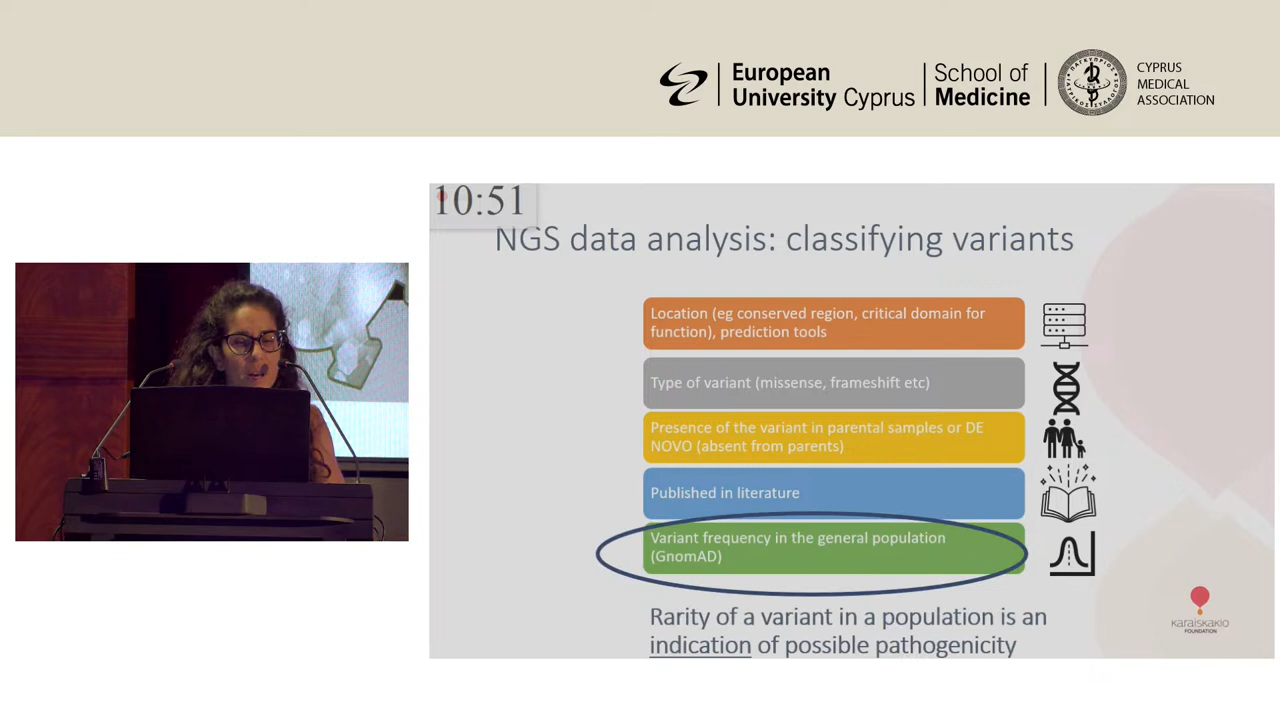 European
University Cyprus
School of
Medicine
CYPRUS
MEDICAL
ASSOCIATION
10:51
NGS data analysis: classifying variants
Location (eg conserved region, critical domain for
function), prediction tools
Type of variant (missense, frameshift etc)
Presence of the variant in parental samples or DE
NOVO (absent from parents)
Published in literature
Variant frequency in the general population
(GnomAD)
Rarity of a variant in a population is an
indication of possible pathogenicity
karaiskakio
FOUNDATION